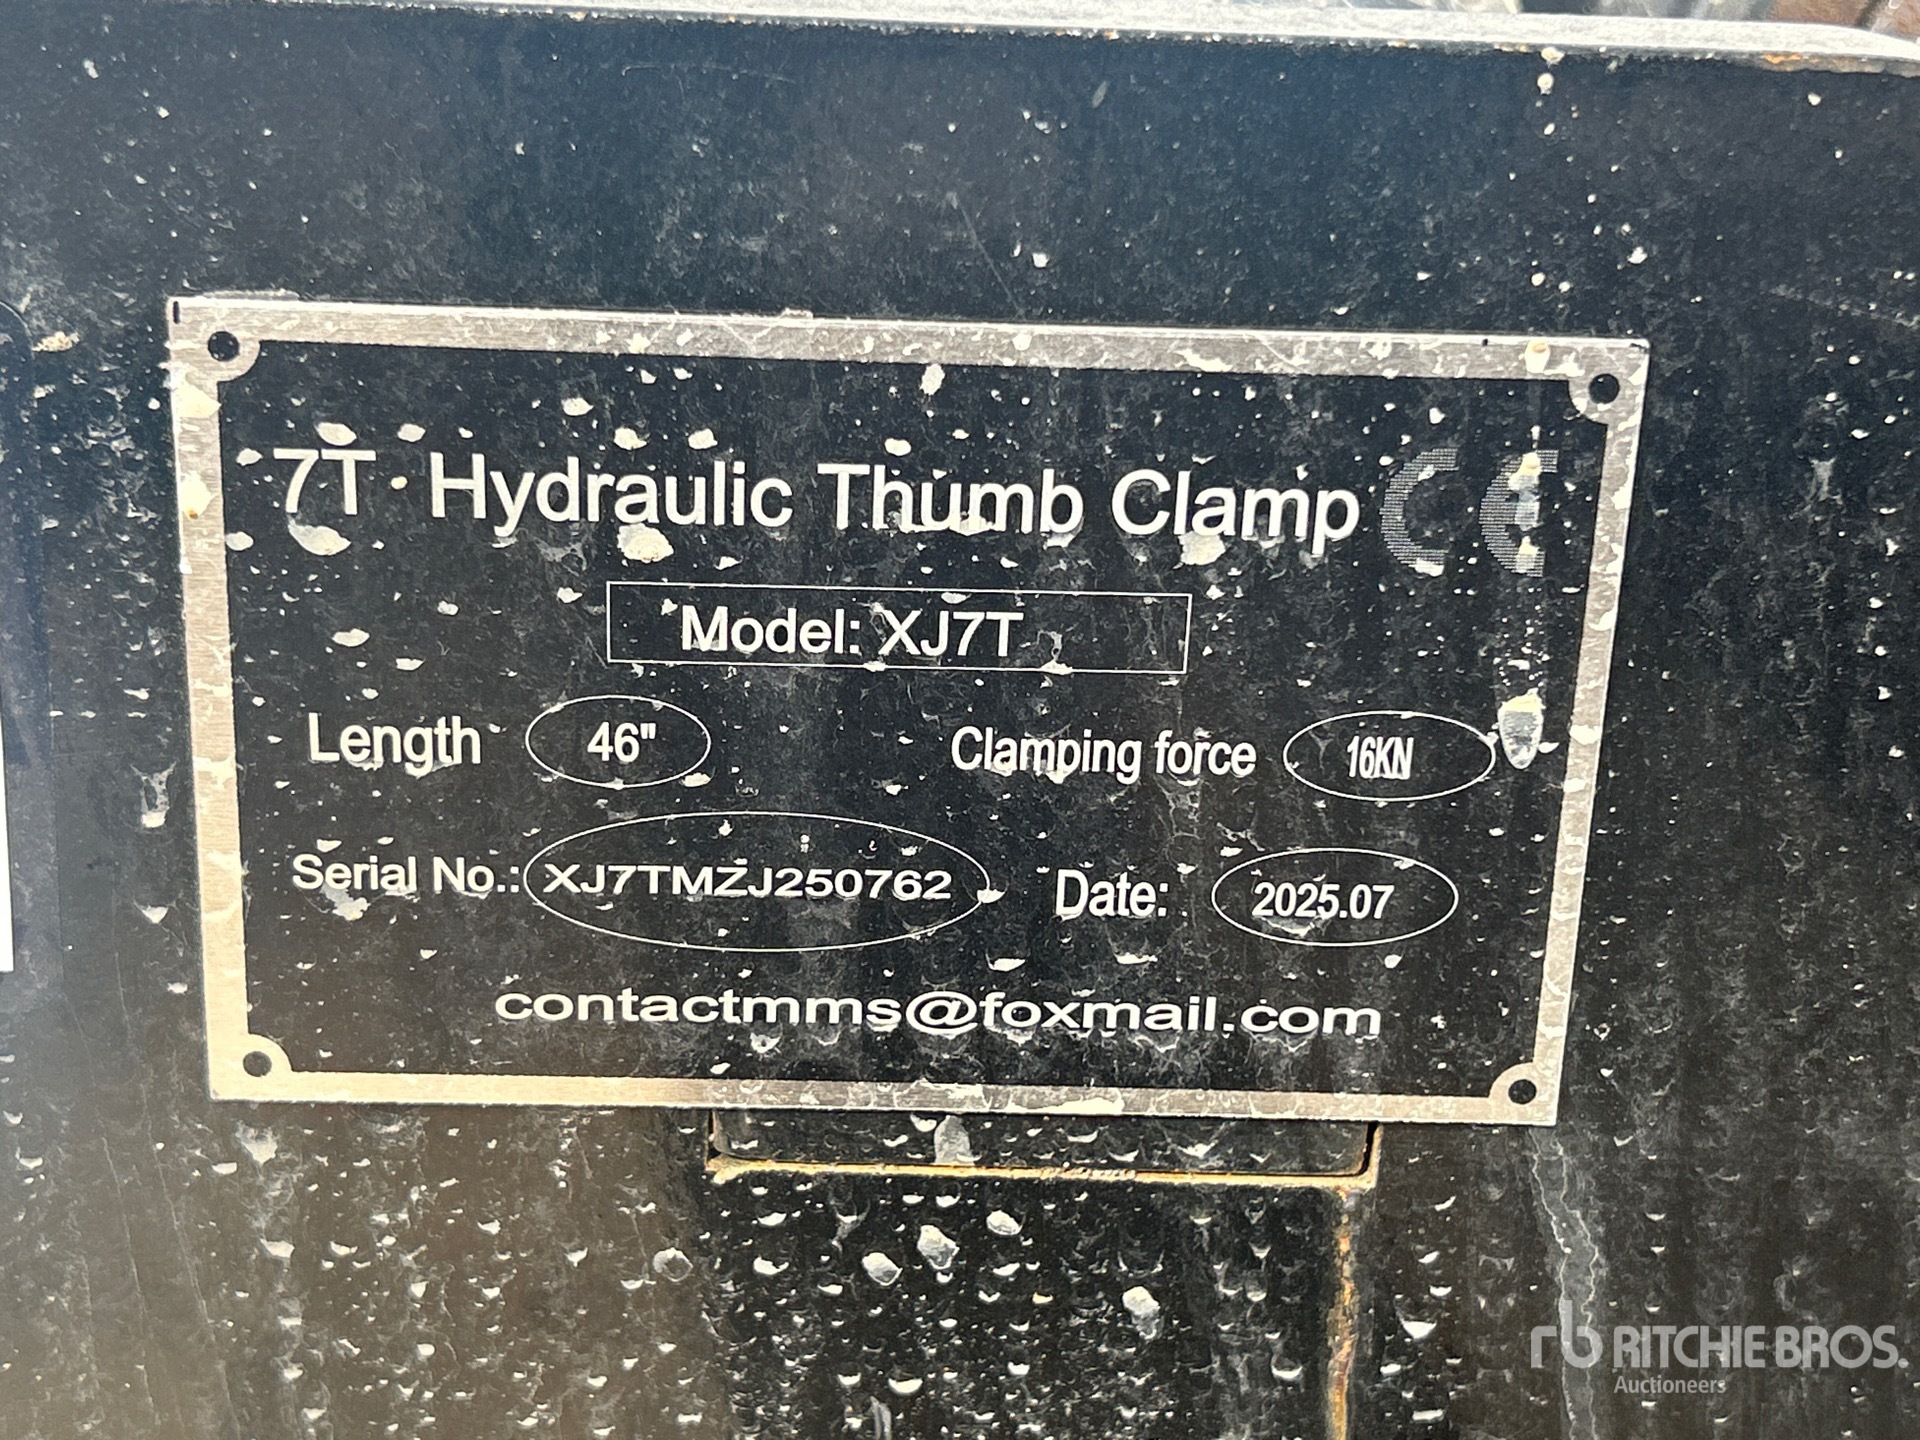 7T Hydraulic Thumb Clamp CE
Model: XJ7T
Length 46" Clamping force 16KN
Serial No.: XJ7TMZJ250762 Date: 2025.07
contactmms@foxmail.com
rb RITCHIE BROS.
Auctioneers